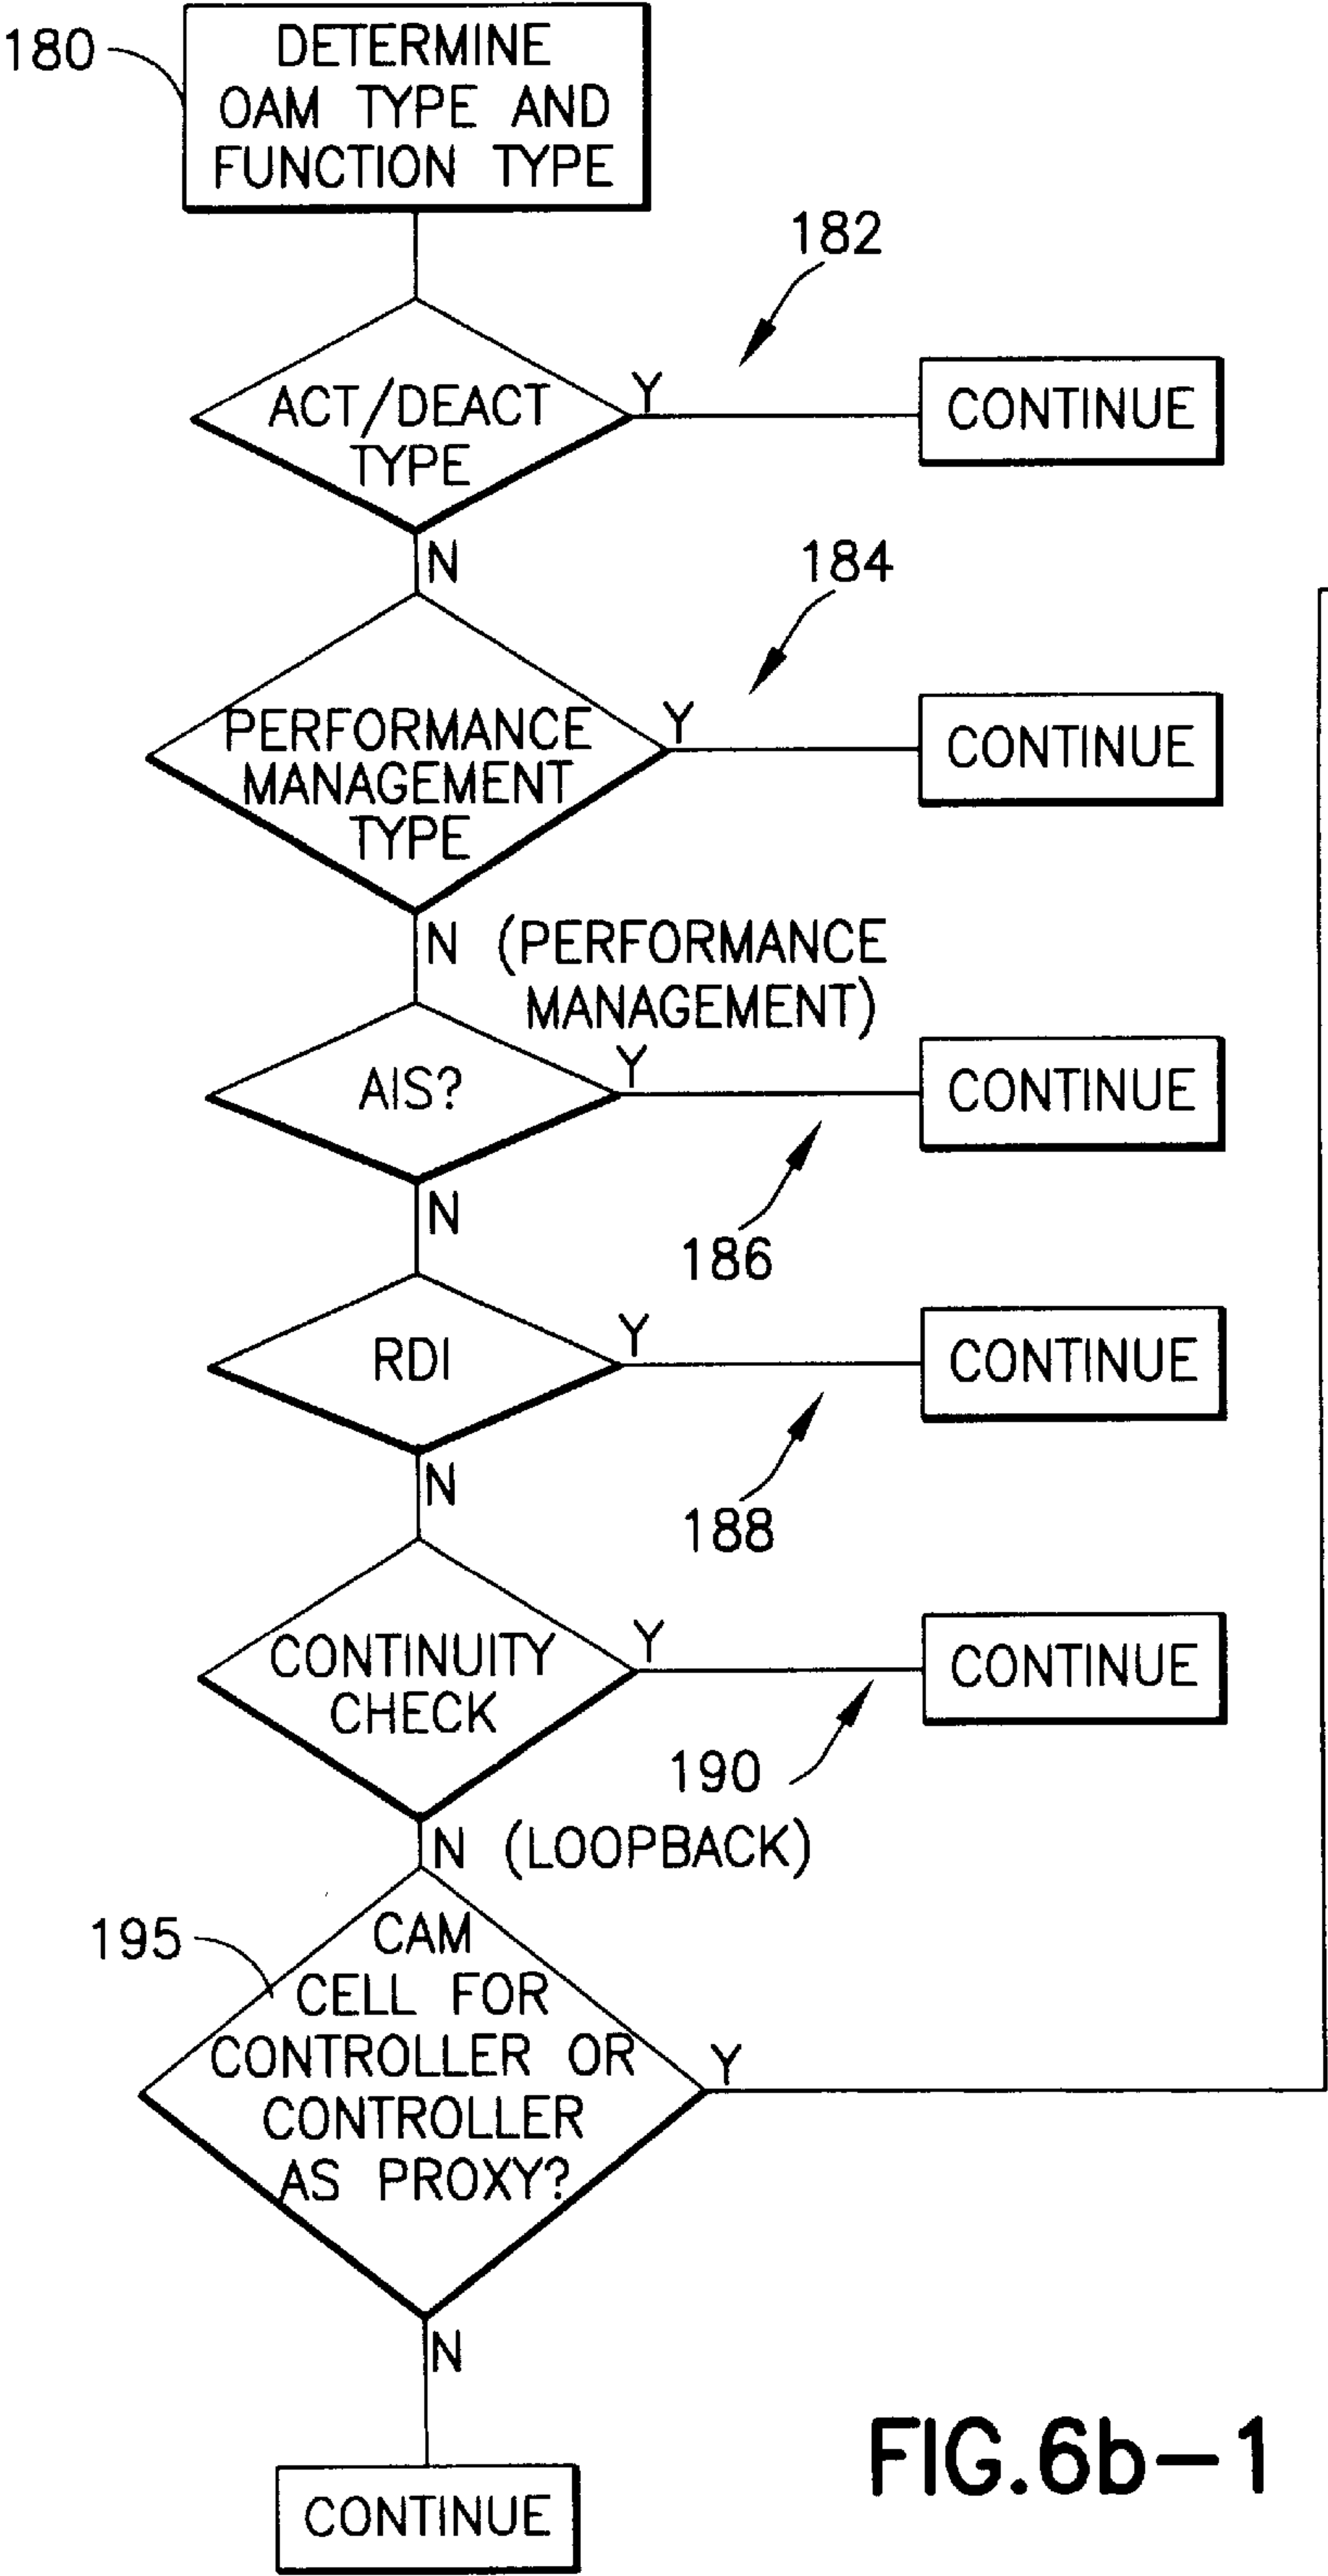 180
DETERMINE
OAM TYPE AND
FUNCTION TYPE
182
ACT/DEACT
TYPE
Y
CONTINUE
N
184
PERFORMANCE
MANAGEMENT
TYPE
Y
CONTINUE
N (PERFORMANCE
MANAGEMENT)
AIS?
Y
CONTINUE
186
N
RDI
Y
CONTINUE
188
N
CONTINUITY
CHECK
Y
CONTINUE
190
N (LOOPBACK)
195
CAM
CELL FOR
CONTROLLER OR
CONTROLLER
AS PROXY?
Y
N
CONTINUE
FIG.6b-1